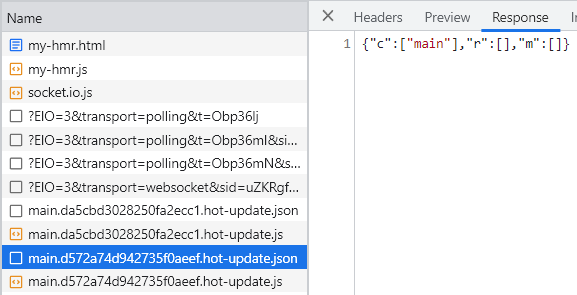 Name
my-hmr.html
my-hmr.js
socket.io.js
?EIO=3&transport=polling&t=Obp36lj
?EIO=3&transport=polling&t=Obp36mI&si...
?EIO=3&transport=polling&t=Obp36mN&s...
?EIO=3&transport=websocket&sid=uZKRgf...
main.da5cbd3028250fa2ecc1.hot-update.json
main.da5cbd3028250fa2ecc1.hot-update.js
main.d572a74d942735f0aeef.hot-update.json
main.d572a74d942735f0aeef.hot-update.js
Headers Preview Response
1 {"c":["main"],"r":[],"m":[]}